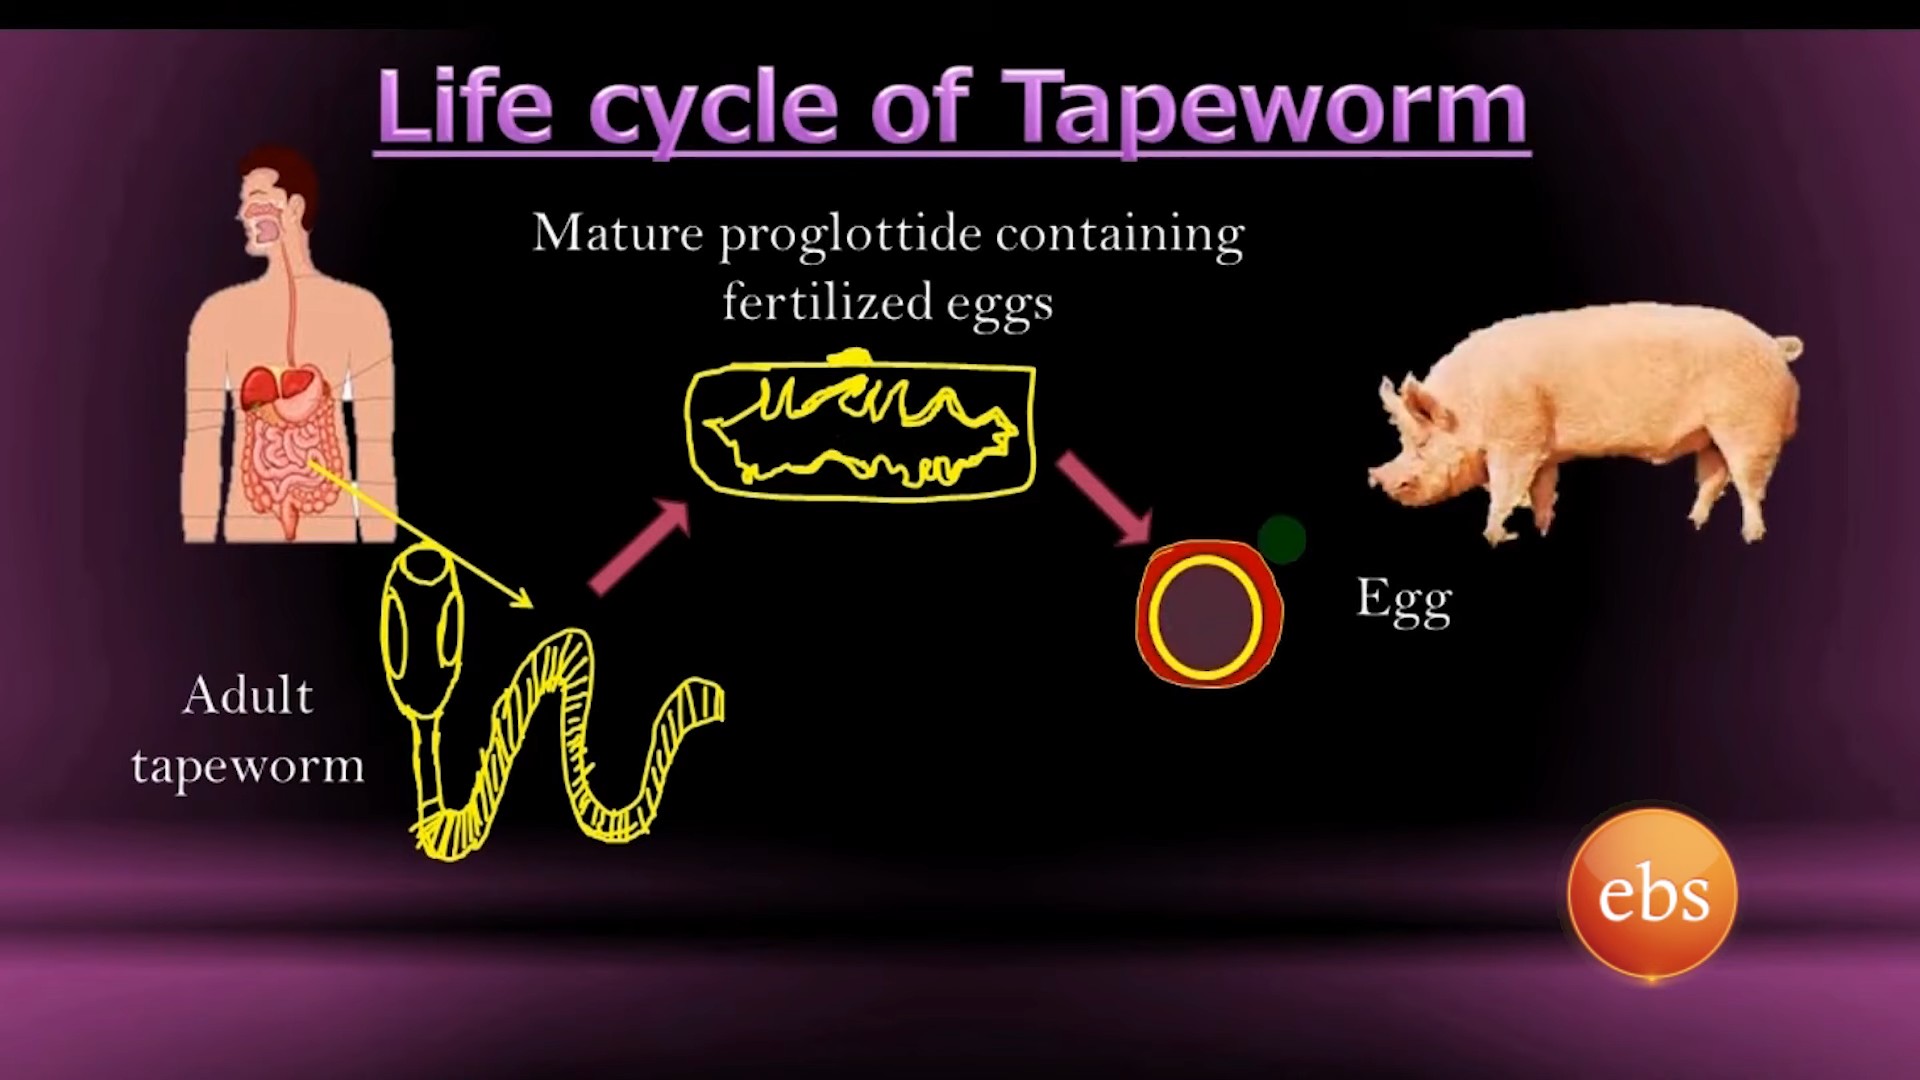 Life cycle of Tapeworm
Mature proglottide containing
fertilized eggs
Egg
Adult
tapeworm
ebs